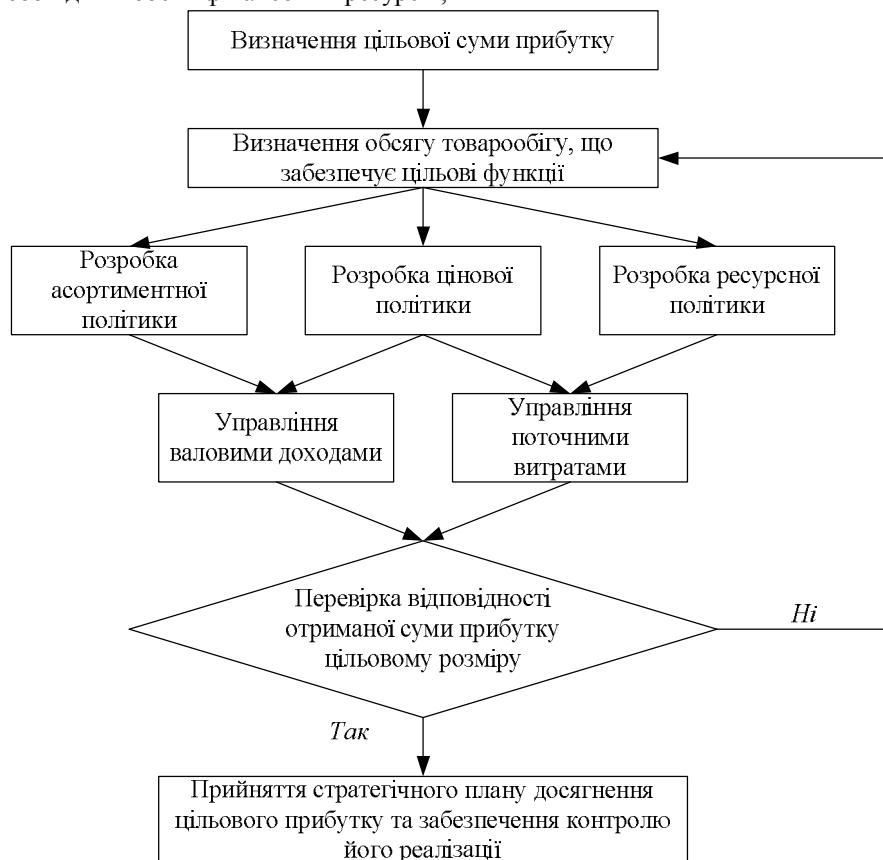 Визначення цільової суми прибутку
Визначення обсягу товарообігу, що
забезпечує цільові функції
Розробка
асортиментної
політики
Розробка цінової
політики
Розробка ресурсної
політики
Управління
валовими доходами
Управління
поточними
витратами
Перевірка відповідності
отриманої суми прибутку
цільовому розміру
Ні
Так
Прийняття стратегічного плану досягнення
цільового прибутку та забезпечення контролю
його реалізації